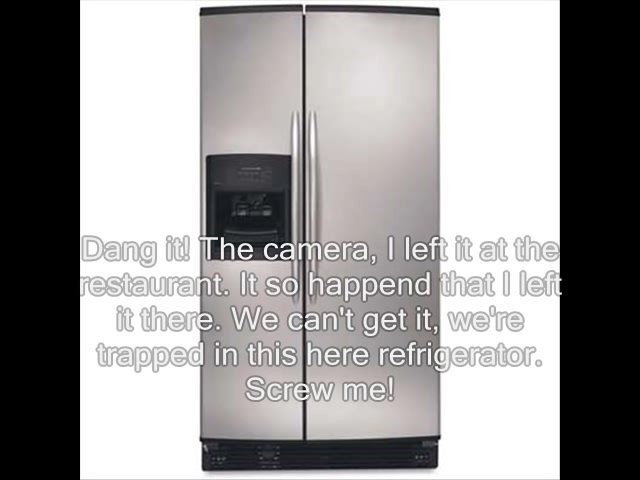 Dang it! The camera, I left it at the
restaurant. It so happend that I left
it there. We can't get it, we're
trapped in this here refrigerator.
Screw me!